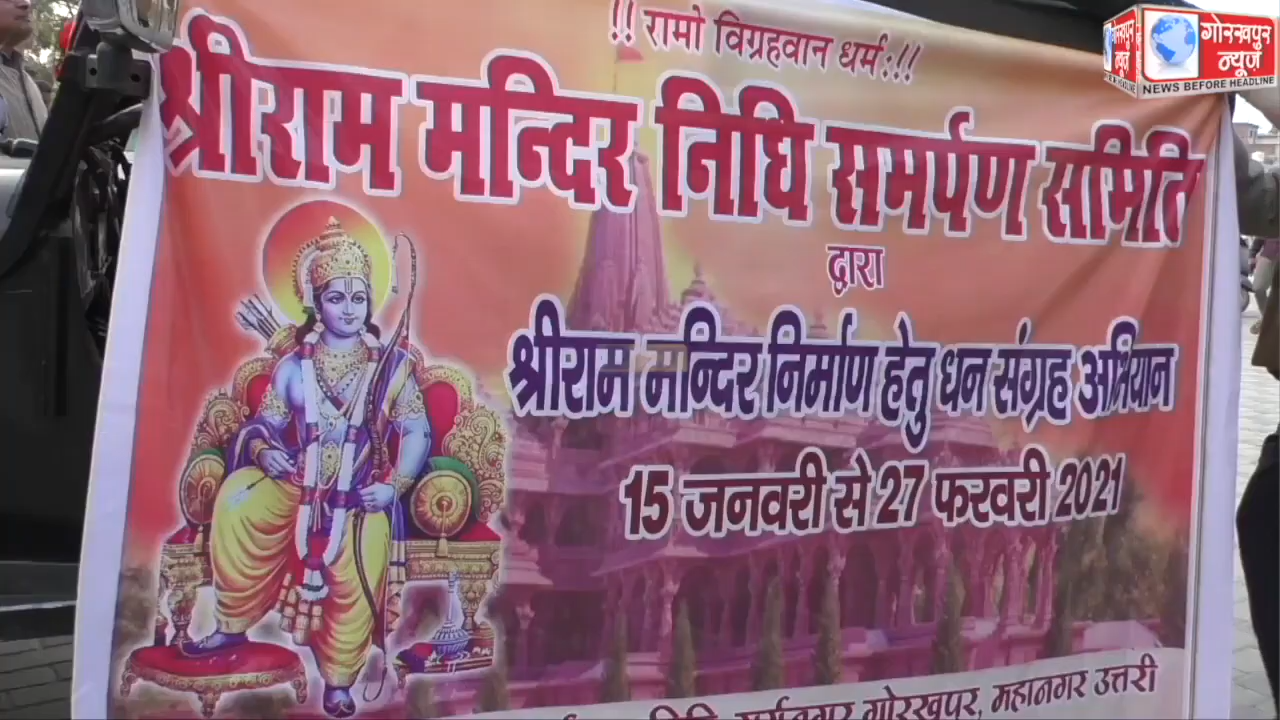 !! रामो विग्रहवान धर्म: !!
गोरखपुर
न्यूज़
NEWS BEFORE HEADLINE
श्रीराम मन्दिर निधि समर्पण समिति
द्वारा
श्रीराम मन्दिर निर्माण हेतु धन संग्रह अभियान
15 जनवरी से 27 फरवरी 2021
गोरखपुर, महानगर उत्तरी